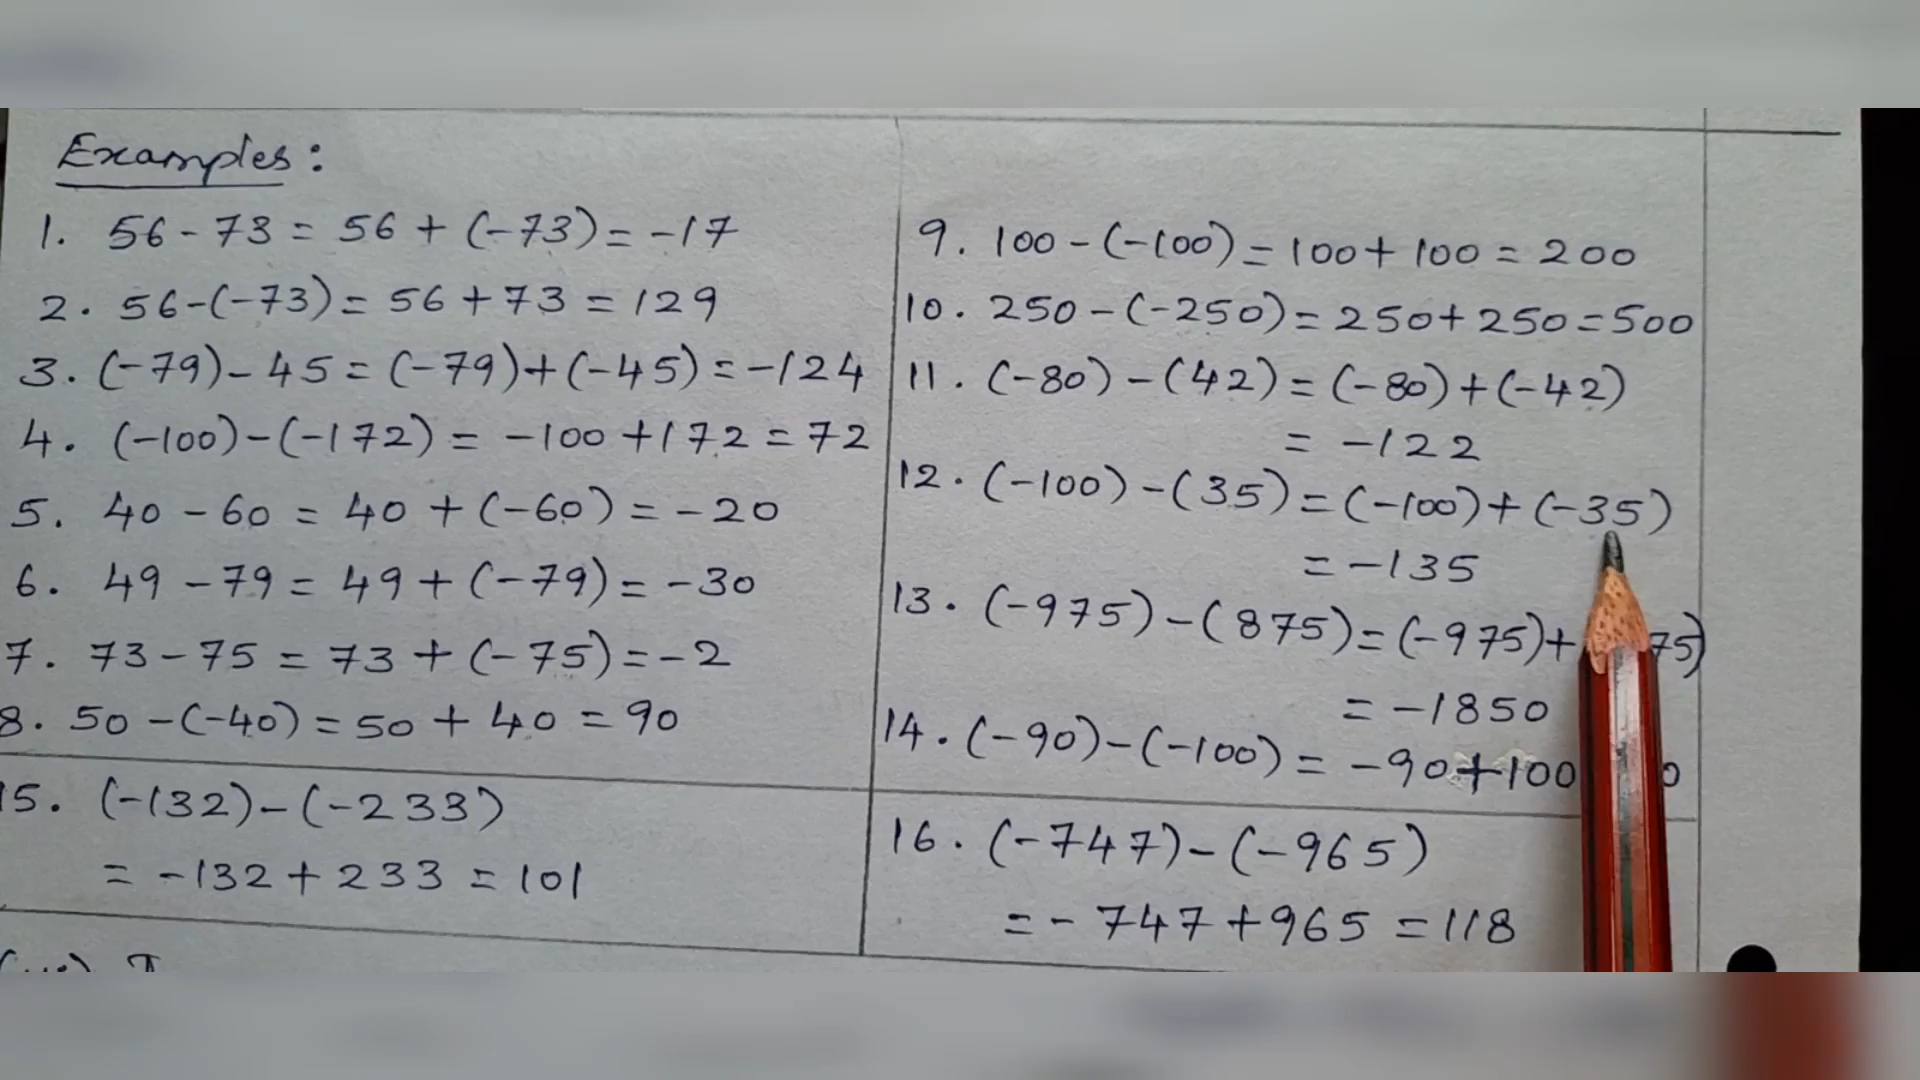 Examples:
1. 56 - 73 = 56 + (-73) = -17
2. 56-(-73) = 56 + 73 = 129
3. (-79) - 45 = (-79)+(-45) = -124
4. (-100)-(-172) = -100 +172 = 72
5. 40 - 60 = 40 + (-60) = -20
6. 49 - 79 = 49 + (-79) = -30
7. 73 - 75 = 73 + (-75) = -2
8. 50 - (-40) = 50 + 40 = 90
9. 100 - (-100) = 100 + 100 = 200
10. 250 - (-250) = 250 + 250 = 500
11. (-80) - (42) = (-80) + (-42)
= -122
12. (-100) - (35) = (-100) + (-35)
= -135
13. (-975) - (875) = (-975)+ 75)
= -1850
14. (-90) - (-100) = -90+100 0
15. (-132) - (-233)
= -132 + 233 = 101
16. (-747) - (-965)
= - 747 + 965 = 118